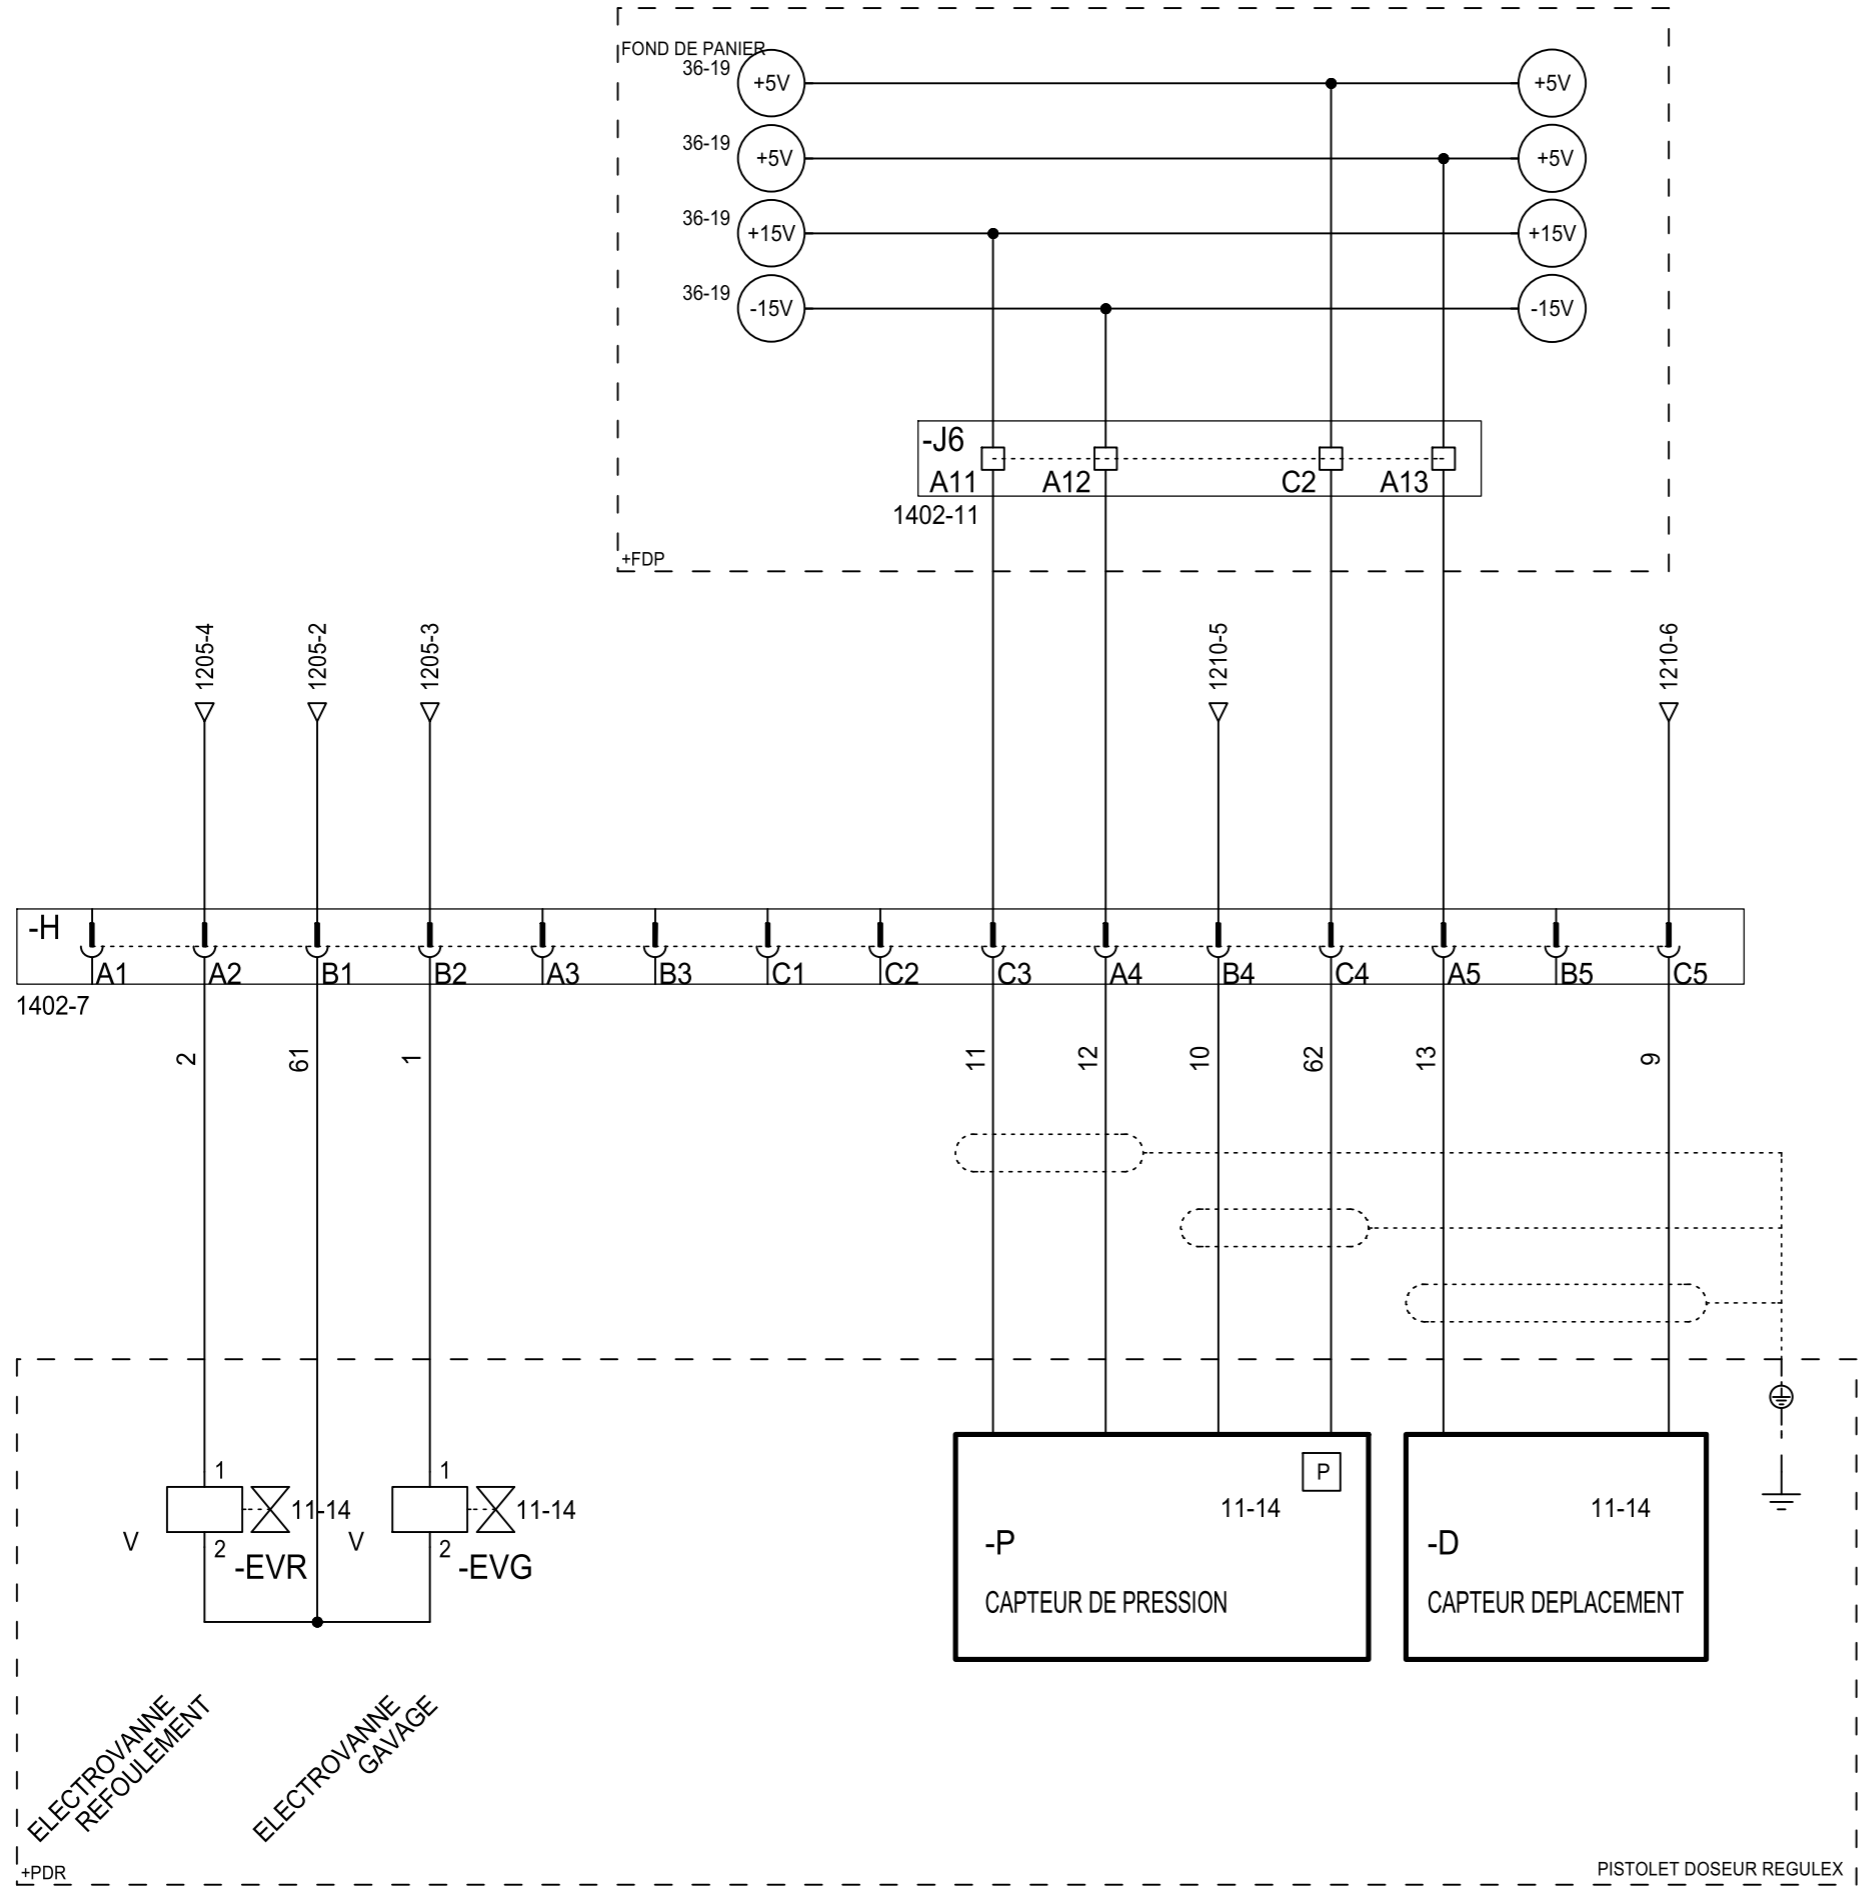 FOND DE PANIER
36-19
+5V
+5V
36-19
+5V
+5V
36-19
+15V
+15V
36-19
-15V
-15V
-J6
A11
A12
C2
A13
1402-11
+FDP
1205-4
1205-2
1205-3
1210-5
1210-6
-H
A1
A2
B1
B2
A3
B3
C1
C2
C3
A4
B4
C4
A5
B5
C5
1402-7
2
61
1
11
12
10
62
13
9
1
11-14
V
2
-EVR
1
11-14
V
2
-EVG
P
11-14
-P
CAPTEUR DE PRESSION
11-14
-D
CAPTEUR DEPLACEMENT
ELECTROVANNE
REFOULEMENT
ELECTROVANNE
GAVAGE
+PDR
PISTOLET DOSEUR REGULEX